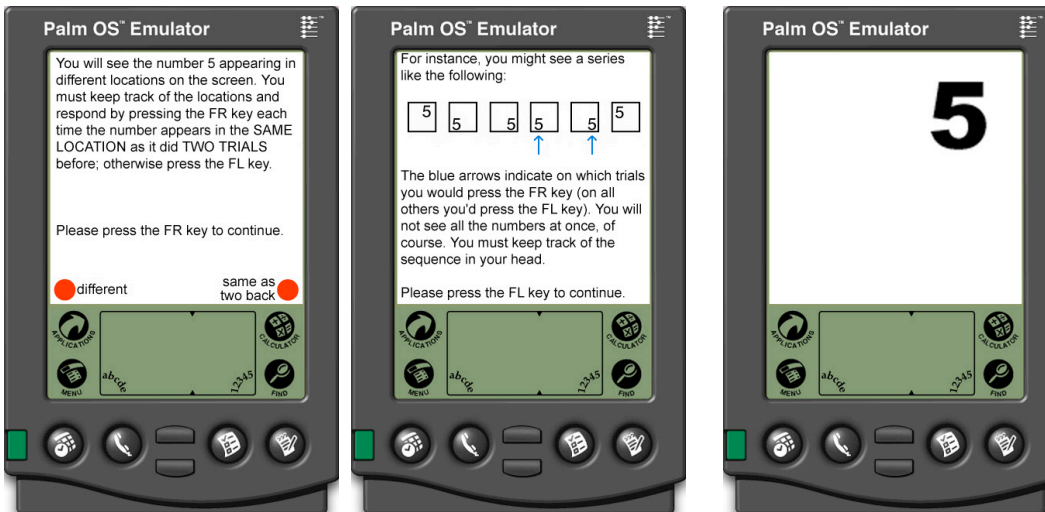 Palm OS™ Emulator
You will see the number 5 appearing in
different locations on the screen. You
must keep track of the locations and
respond by pressing the FR key each
time the number appears in the SAME
LOCATION as it did TWO TRIALS
before; otherwise press the FL key.
Please press the FR key to continue.
different
same as
two back
APPLICATIONS
CALCULATOR
MENU
abcde
12345
FIND
Palm OS™ Emulator
For instance, you might see a series
like the following:
5 5 5 5 5 5
The blue arrows indicate on which trials
you would press the FR key (on all
others you'd press the FL key). You will
not see all the numbers at once, of
course. You must keep track of the
sequence in your head.
Please press the FL key to continue.
APPLICATIONS
CALCULATOR
MENU
abcde
12345
FIND
Palm OS™ Emulator
5
APPLICATIONS
CALCULATOR
MENU
abcde
12345
FIND